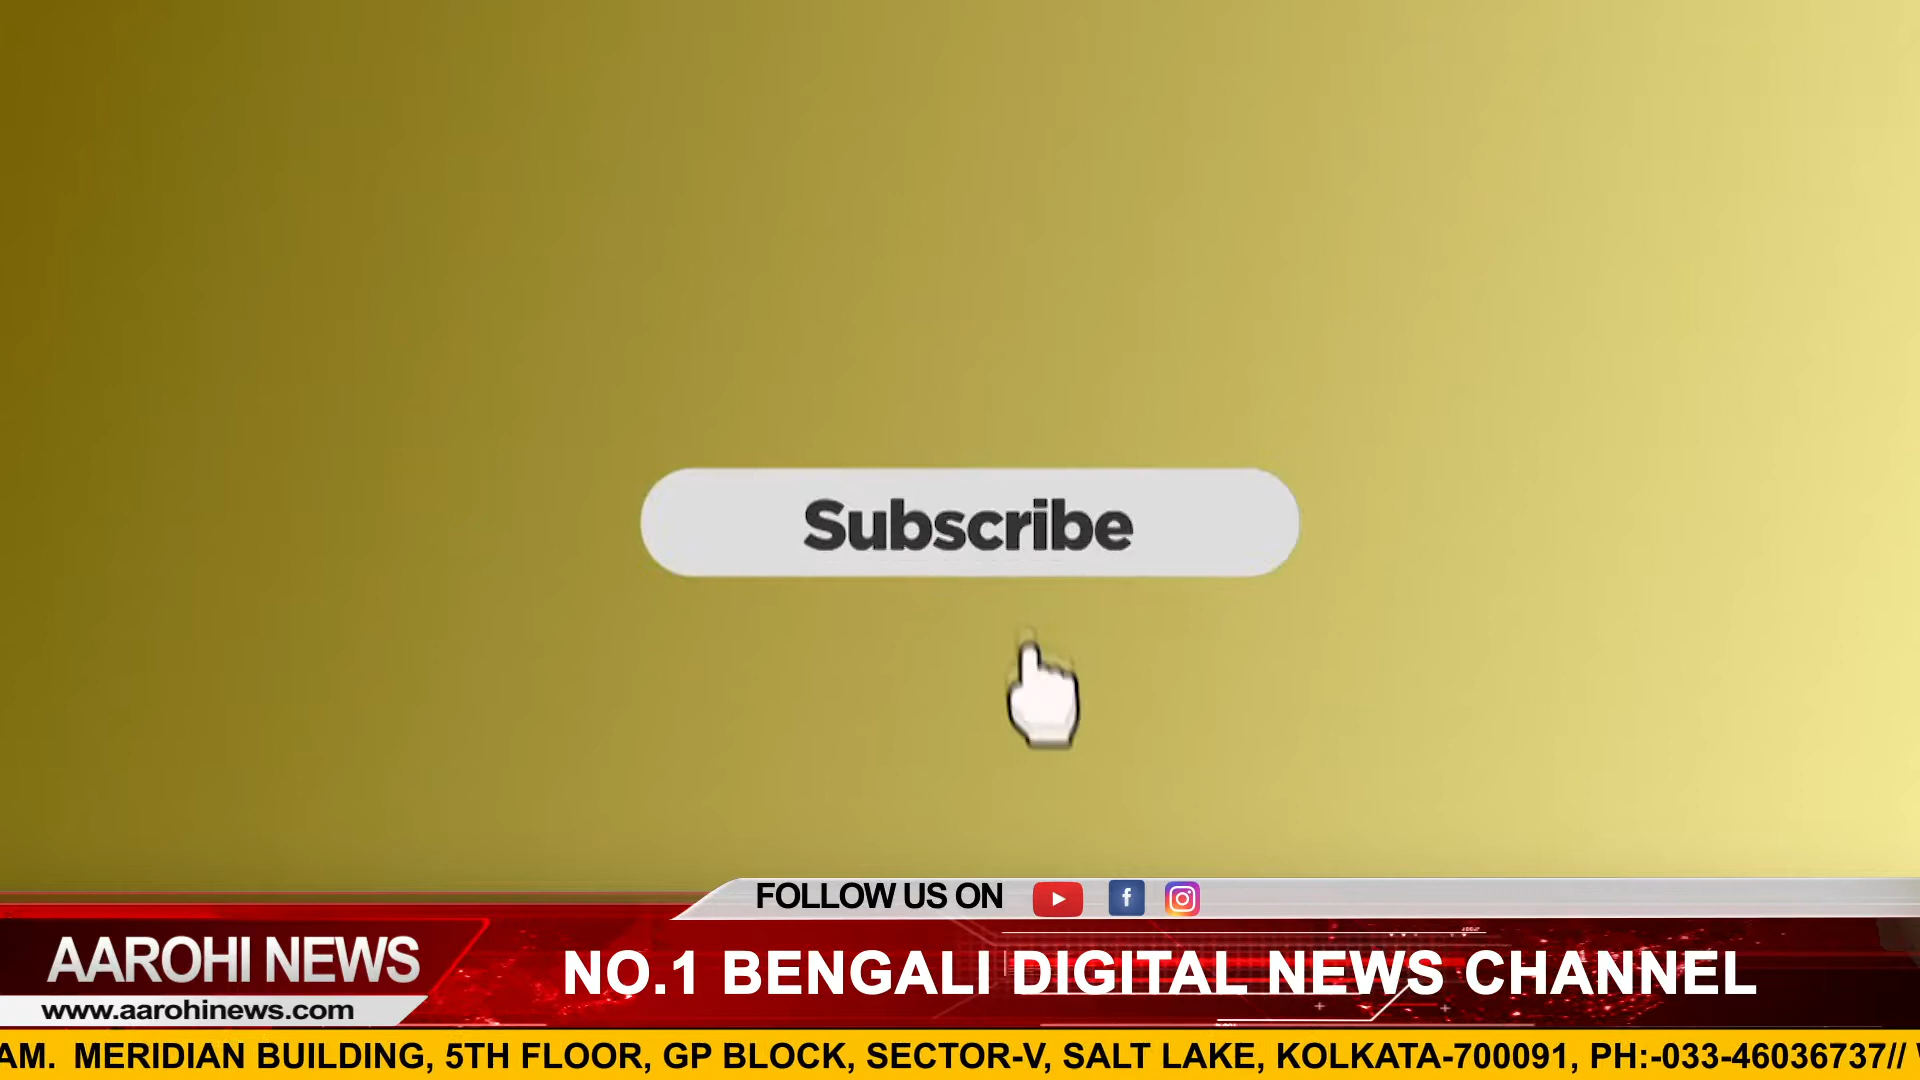 Subscribe
FOLLOW US ON
AAROHI NEWS
www.aarohinews.com
NO.1 BENGALI DIGITAL NEWS CHANNEL
AM. MERIDIAN BUILDING, 5TH FLOOR, GP BLOCK, SECTOR-V, SALT LAKE, KOLKATA-700091, PH:-033-46036737//